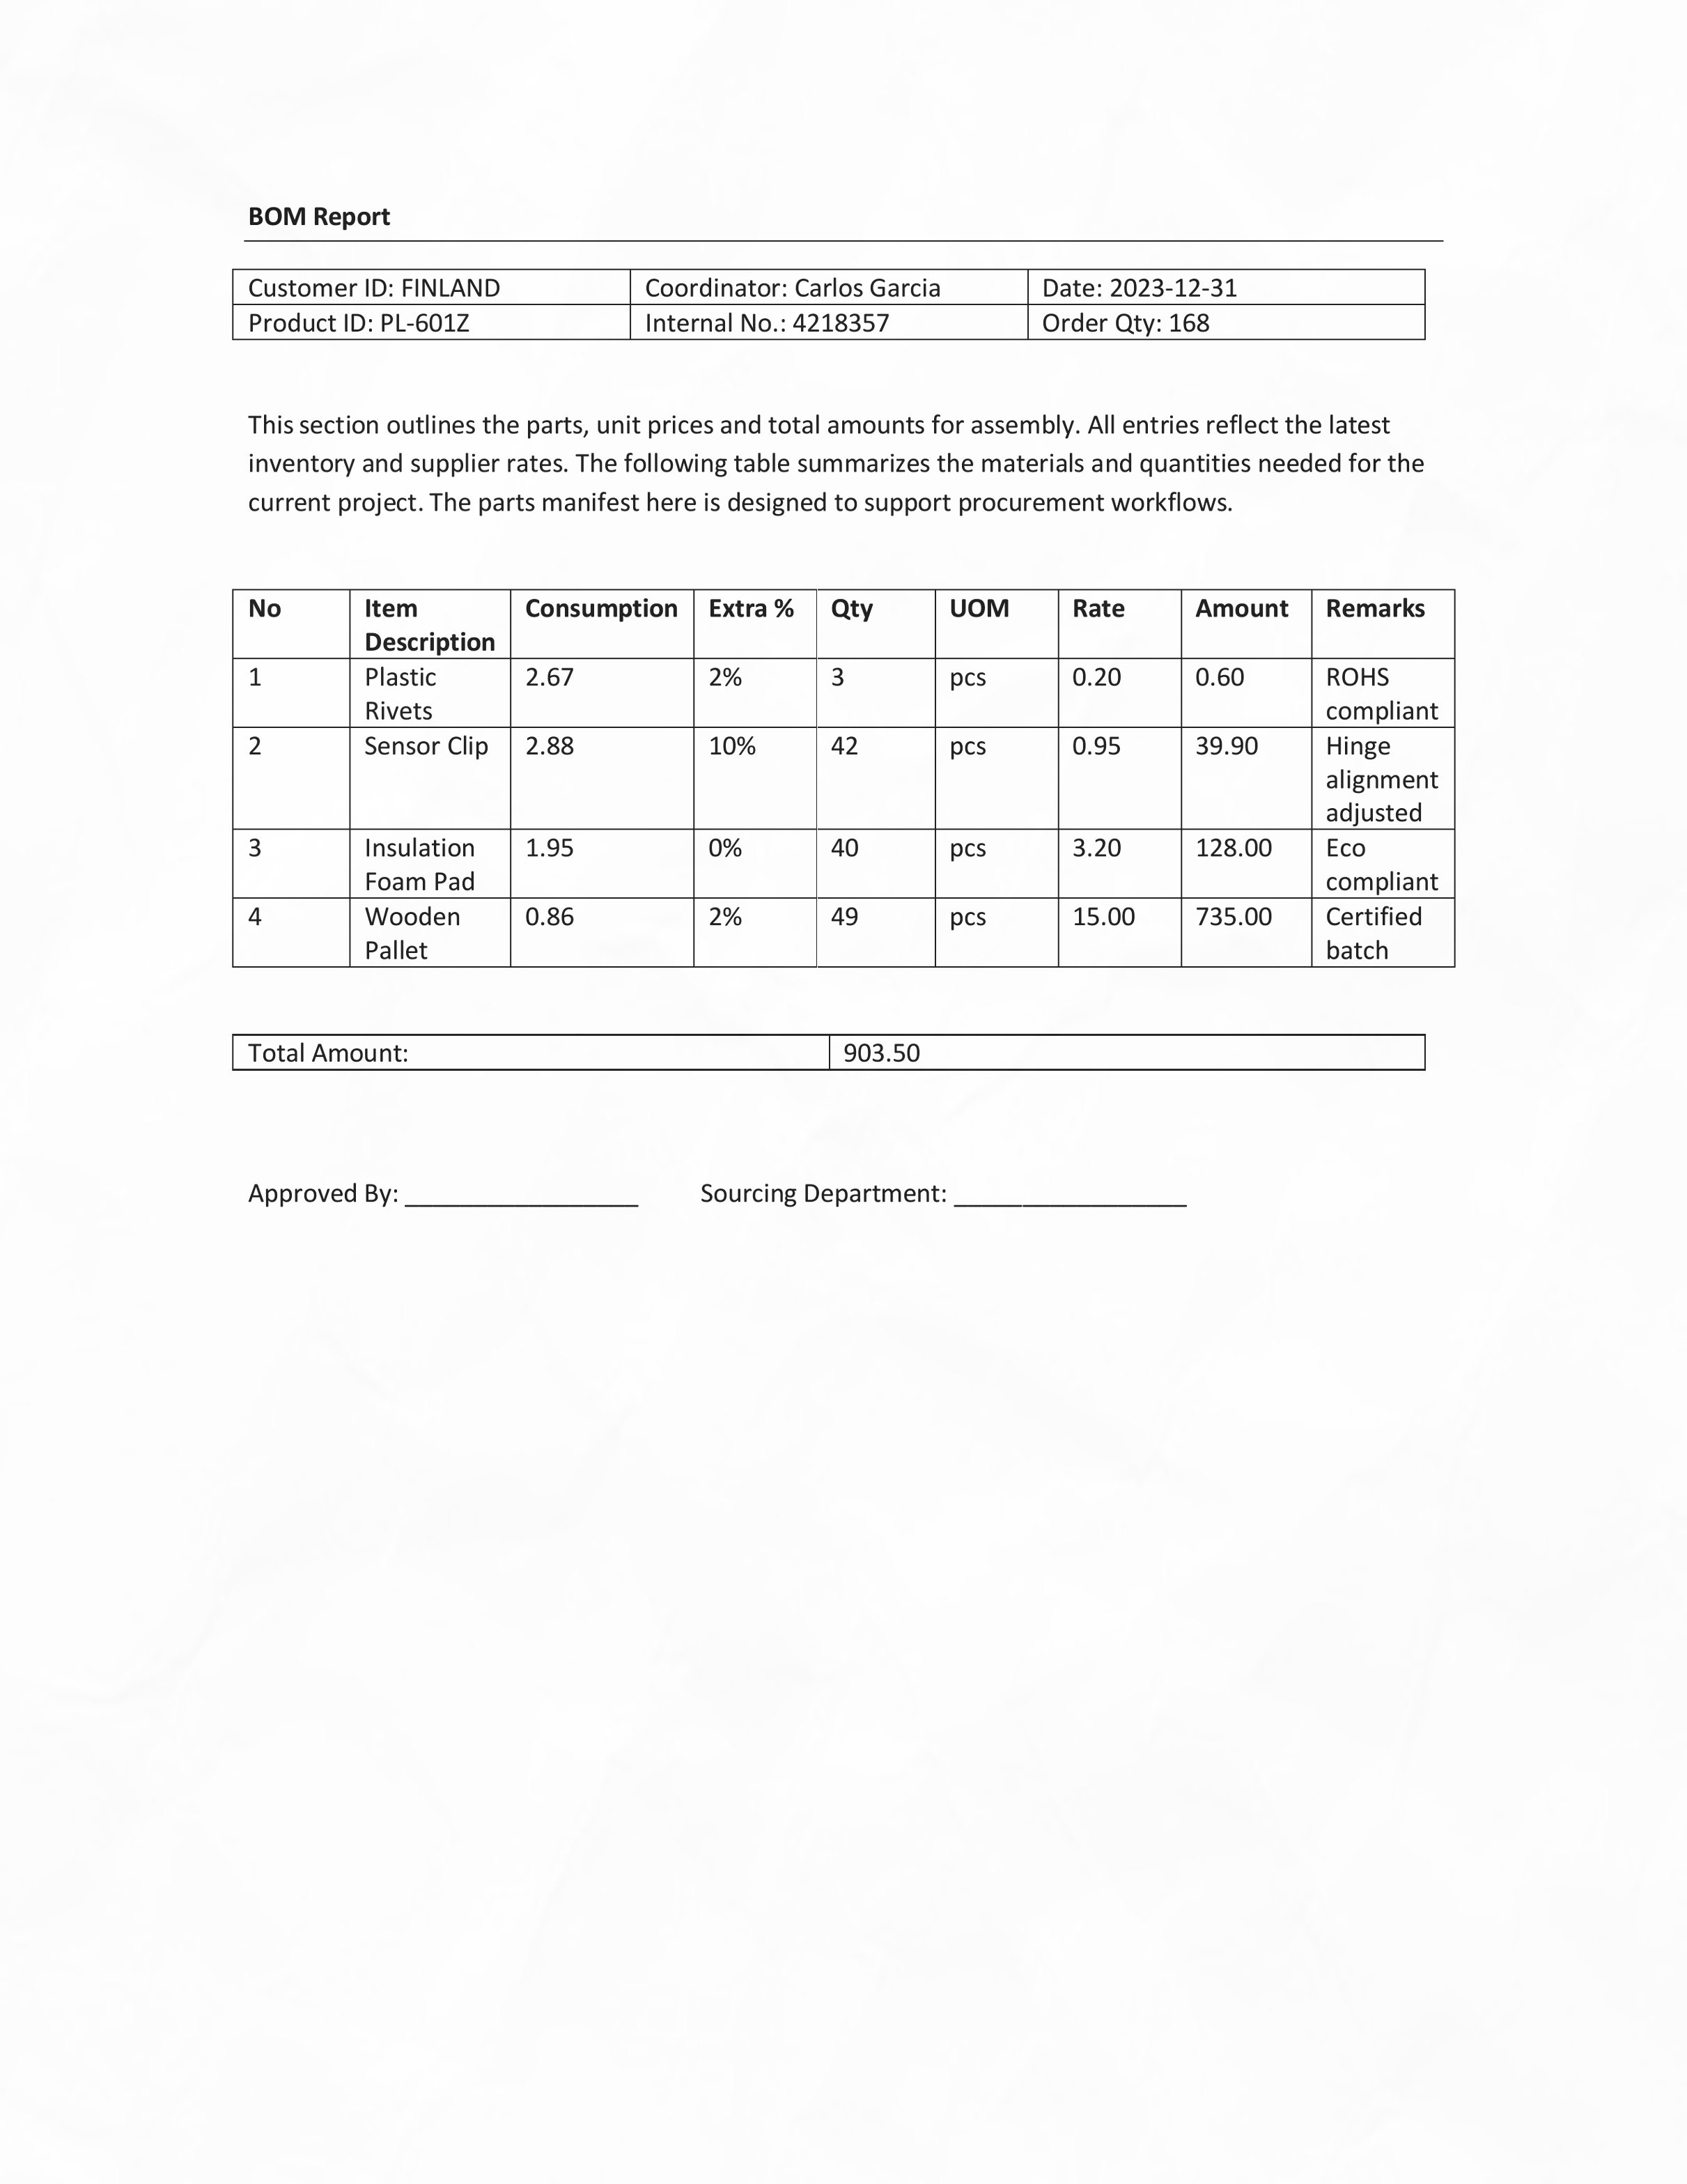 BOM Report
Customer ID: FINLAND Coordinator: Carlos Garcia Date: 2023-12-31
Product ID: PL-601Z Internal No.: 4218357 Order Qty: 168
This section outlines the parts, unit prices and total amounts for assembly. All entries reflect the latest
inventory and supplier rates. The following table summarizes the materials and quantities needed for the
current project. The parts manifest here is designed to support procurement workflows.
No Item Description Consumption Extra % Qty UOM Rate Amount Remarks
1 Plastic Rivets 2.67 2% 3 pcs 0.20 0.60 ROHS compliant
2 Sensor Clip 2.88 10% 42 pcs 0.95 39.90 Hinge alignment adjusted
3 Insulation Foam Pad 1.95 0% 40 pcs 3.20 128.00 Eco compliant
4 Wooden Pallet 0.86 2% 49 pcs 15.00 735.00 Certified batch
Total Amount: 903.50
Approved By: _________________ Sourcing Department: _________________